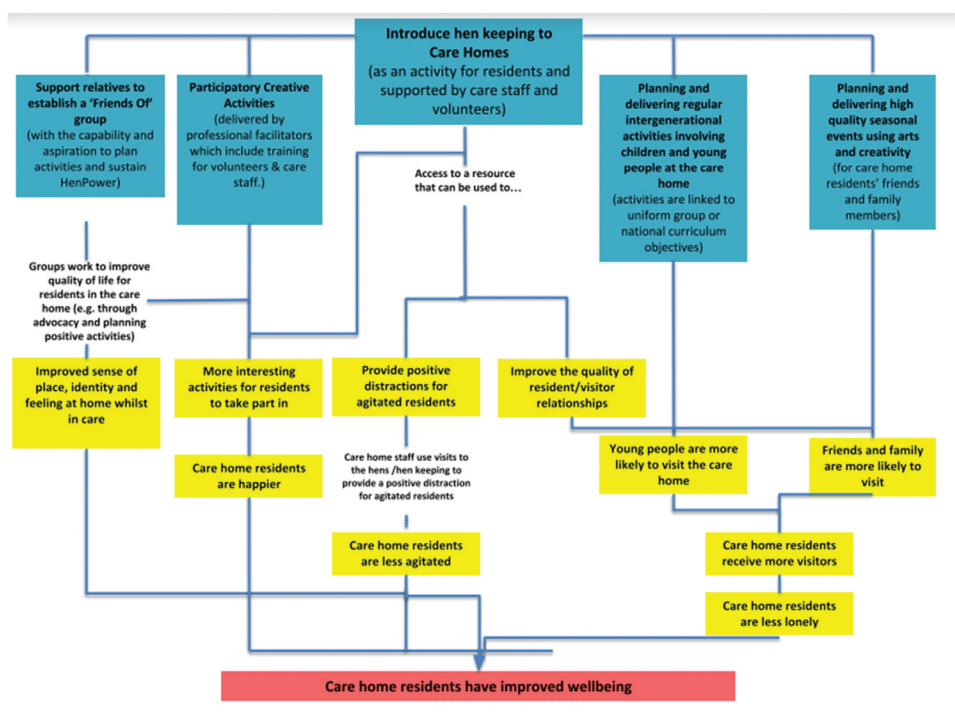 Introduce hen keeping to
Care Homes
(as an activity for residents and
supported by care staff and
volunteers)
Support relatives to
establish a ‘Friends Of’
group
(with the capability and
aspiration to plan
activities and sustain
HenPower)
Participatory Creative
Activities
(delivered by
professional facilitators
which include training
for volunteers & care
staff.)
Planning and
delivering regular
intergenerational
activities involving
children and young
people at the care
home
(activities are linked to
uniform group or
national curriculum
objectives)
Planning and
delivering high
quality seasonal
events using arts
and creativity
(for care home
residents’ friends
and family
members)
Access to a resource
that can be used to…
Groups work to improve
quality of life for
residents in the care
home (e.g. through
advocacy and planning
positive activities)
Improved sense of
place, identity and
feeling at home whilst
in care
More interesting
activities for residents
to take part in
Provide positive
distractions for
agitated residents
Improve the quality of
resident/visitor
relationships
Care home residents
are happier
Care home staff use visits to
the hens /hen keeping to
provide a positive distraction
for agitated residents
Young people are more
likely to visit the care
home
Friends and family
are more likely to
visit
Care home residents
are less agitated
Care home residents
receive more visitors
Care home residents
are less lonely
Care home residents have improved wellbeing